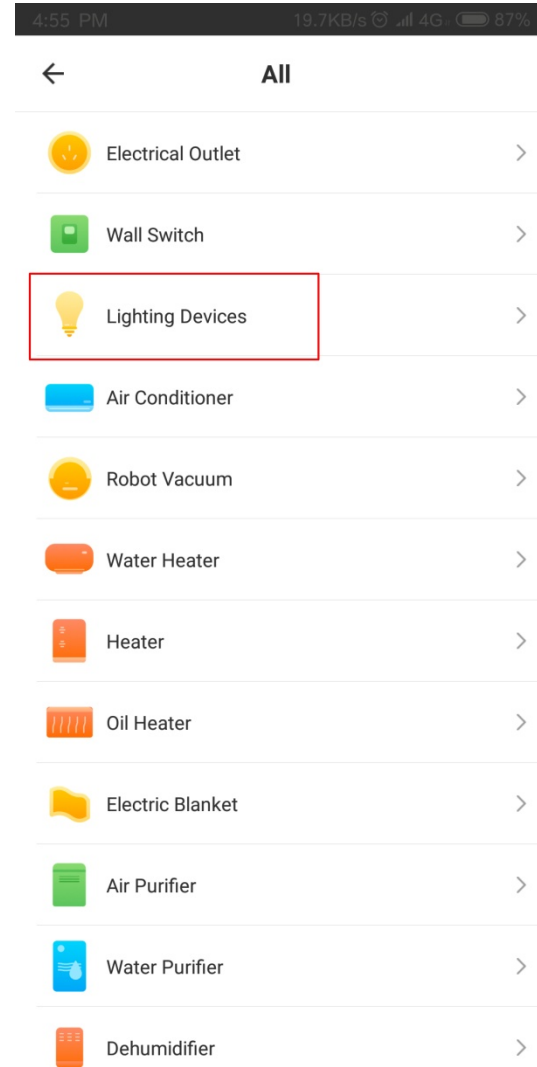 4:55 PM 19.7KB/s 4G 87%
All
Electrical Outlet
Wall Switch
Lighting Devices
Air Conditioner
Robot Vacuum
Water Heater
Heater
Oil Heater
Electric Blanket
Air Purifier
Water Purifier
Dehumidifier